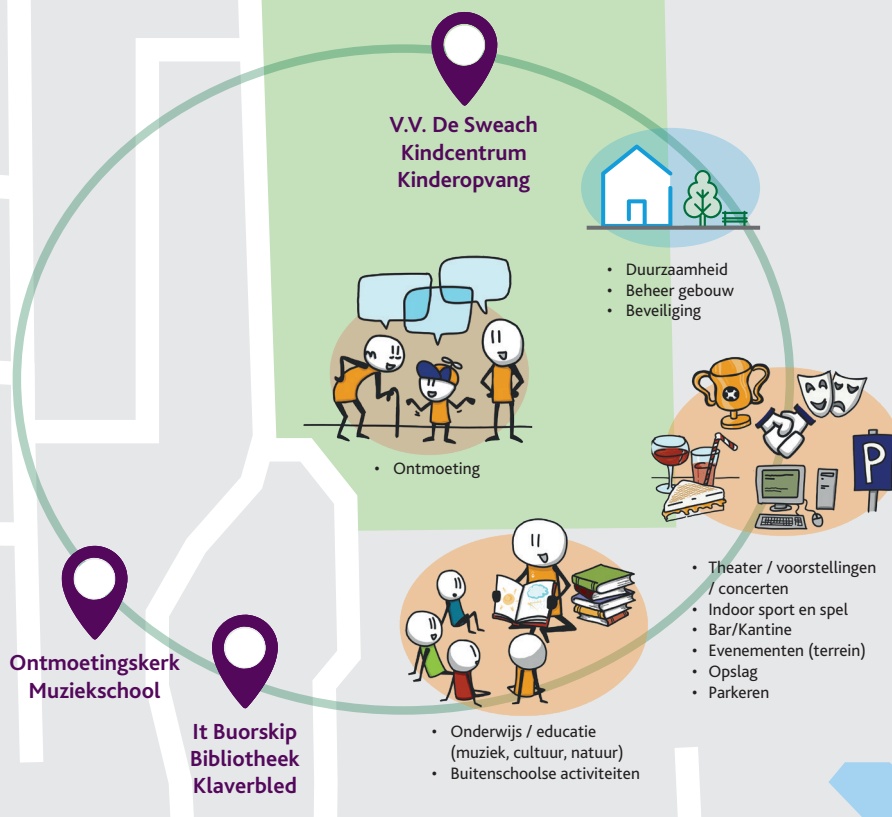 V.V. De Sweach
Kindcentrum
Kinderopvang
• Duurzaamheid
• Beheer gebouw
• Beveiliging
• Ontmoeting
P
• Theater / voorstellingen
/ concerten
• Indoor sport en spel
• Bar/Kantine
• Evenementen (terrein)
• Opslag
• Parkeren
Ontmoetingskerk
Muziekschool
It Buorskip
Bibliotheek
Klaverbled
• Onderwijs / educatie
(muziek, cultuur, natuur)
• Buitenschoolse activiteiten